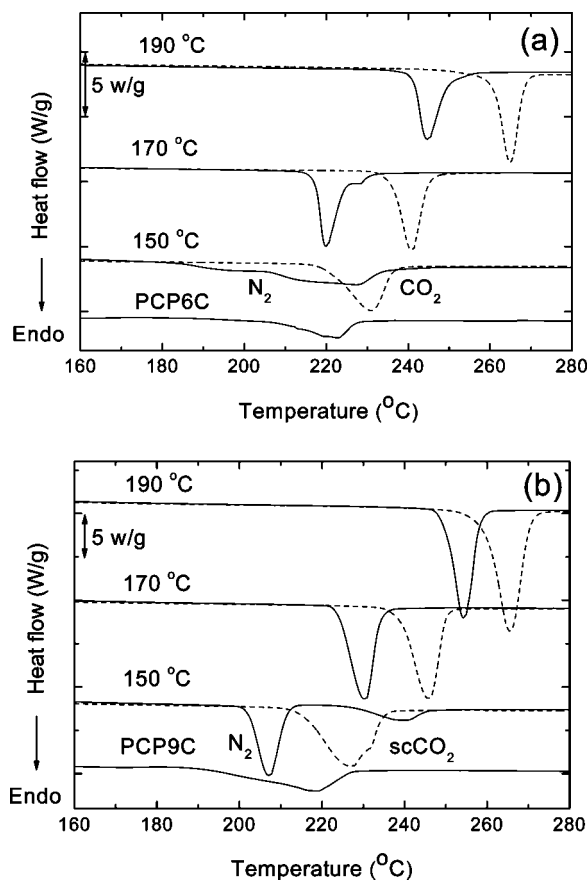 (a)
190 °C
5 w/g
170 °C
150 °C
N2
CO2
PCP6C
Heat flow (W/g)
Endo
160 180 200 220 240 260 280
Temperature (°C)
(b)
190 °C
5 w/g
170 °C
150 °C
N2
scCO2
PCP9C
Heat flow (W/g)
Endo
160 180 200 220 240 260 280
Temperature (°C)